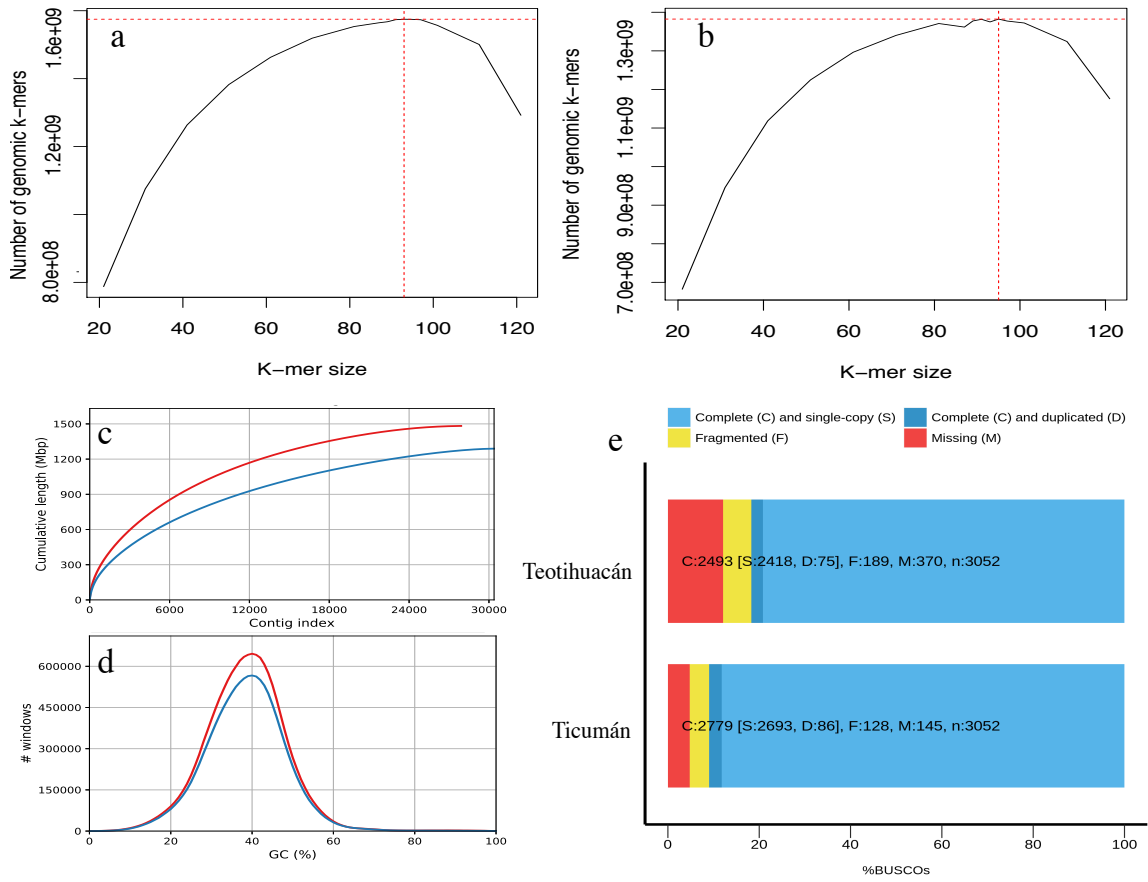 a
Number of genomic k−mers
8.0e+08
1.2e+09
1.6e+09
20
40
60
80
100
120
K−mer size
b
Number of genomic k−mers
7.0e+08
9.0e+08
1.1e+09
1.3e+09
20
40
60
80
100
120
K−mer size
c
Cumulative length (Mbp)
1500
1200
900
600
300
0
0
6000
12000
18000
24000
30000
Contig index
d
# windows
600000
450000
300000
150000
0
0
20
40
60
80
100
GC (%)
e
Complete (C) and single-copy (S)
Complete (C) and duplicated (D)
Fragmented (F)
Missing (M)
Teotihuacán
C:2493 [S:2418, D:75], F:189, M:370, n:3052
Ticumán
C:2779 [S:2693, D:86], F:128, M:145, n:3052
0
20
40
60
80
100
%BUSCOs